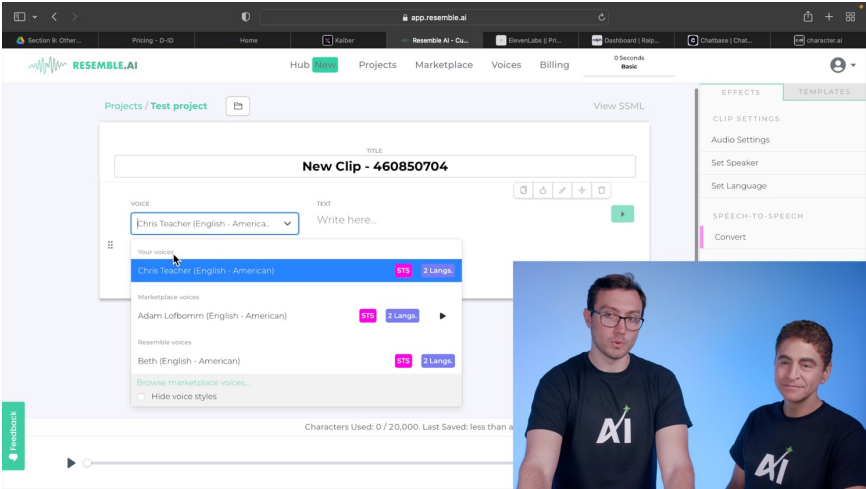 app.resemble.ai
Section 9: Other...
Pricing - D-ID
Home
Kaiber
Resemble AI - Cu...
ElevenLabs || Pri...
Dashboard | Ralp...
Chatbase | Chat...
character.ai
RESEMBLE.AI
Hub New
Projects
Marketplace
Voices
Billing
0 Seconds
Basic
Projects / Test project
View SSML
EFFECTS
TEMPLATES
CLIP SETTINGS
Audio Settings
Set Speaker
Set Language
SPEECH-TO-SPEECH
Convert
TITLE
New Clip - 460850704
VOICE
TEXT
Chris Teacher (English - America...
Write here...
Your voices
Chris Teacher (English - American) STS 2 Langs.
Marketplace voices
Adam Lofbomm (English - American) STS 2 Langs.
Resemble voices
Beth (English - American) STS 2 Langs.
Browse marketplace voices...
Hide voice styles
Characters Used: 0 / 20,000. Last Saved: less than a
Feedback
AI
AI